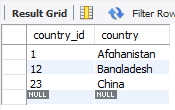 Result Grid Filter Row
country_id country
1 Afghanistan
12 Bangladesh
23 China
NULL NULL